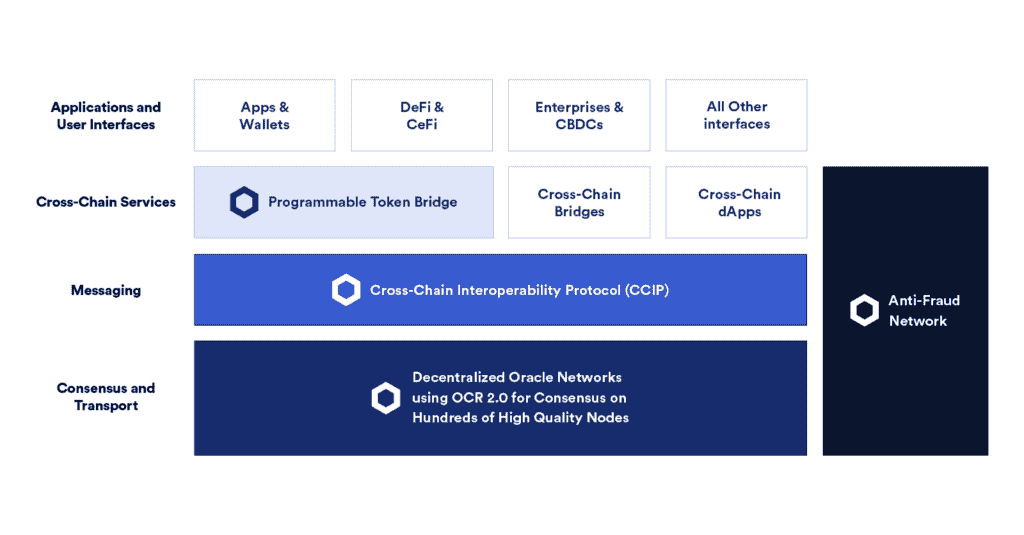 Applications and
User Interfaces
Apps &
Wallets
DeFi &
CeFi
Enterprises &
CBDCs
All Other
interfaces
Cross-Chain Services
Programmable Token Bridge
Cross-Chain
Bridges
Cross-Chain
dApps
Messaging
Cross-Chain Interoperability Protocol (CCIP)
Anti-Fraud
Network
Consensus and
Transport
Decentralized Oracle Networks
using OCR 2.0 for Consensus on
Hundreds of High Quality Nodes